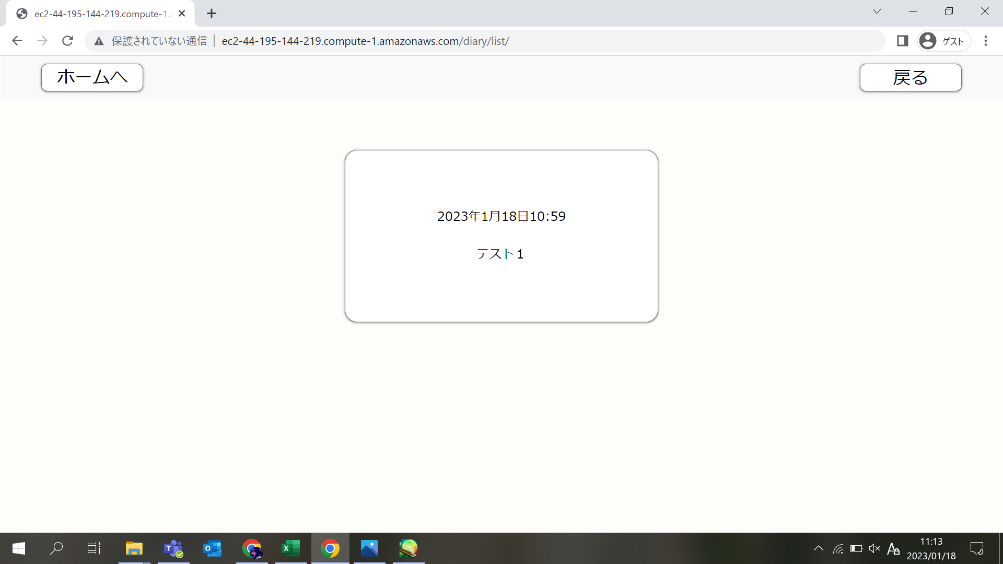 ec2-44-195-144-219.compute-1.
保護されていない通信
ec2-44-195-144-219.compute-1.amazonaws.com/diary/list/
ゲスト
ホームへ
戻る
2023年1月18日10:59
テスト1
11:13
2023/01/18